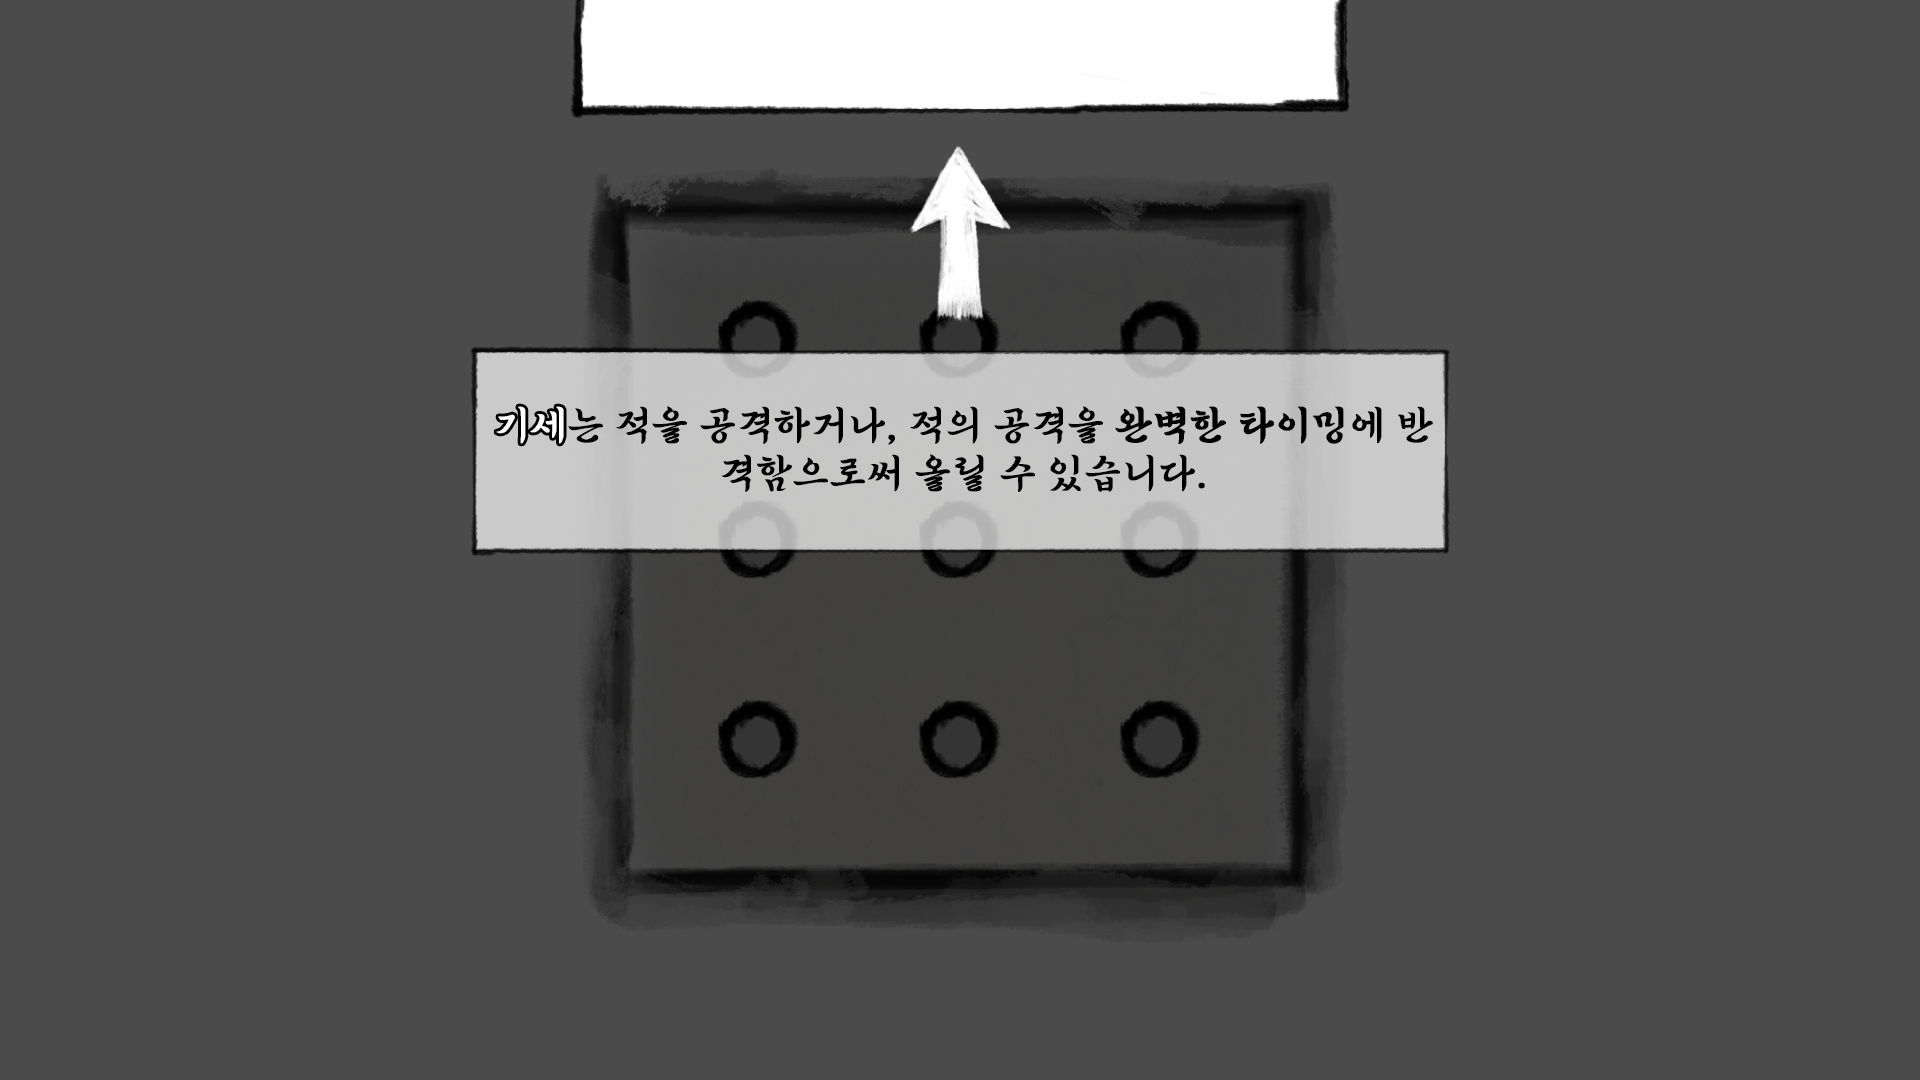 기세는 적을 공격하거나, 적의 공격을 완벽한 타이밍에 반
격함으로써 올릴 수 있습니다.